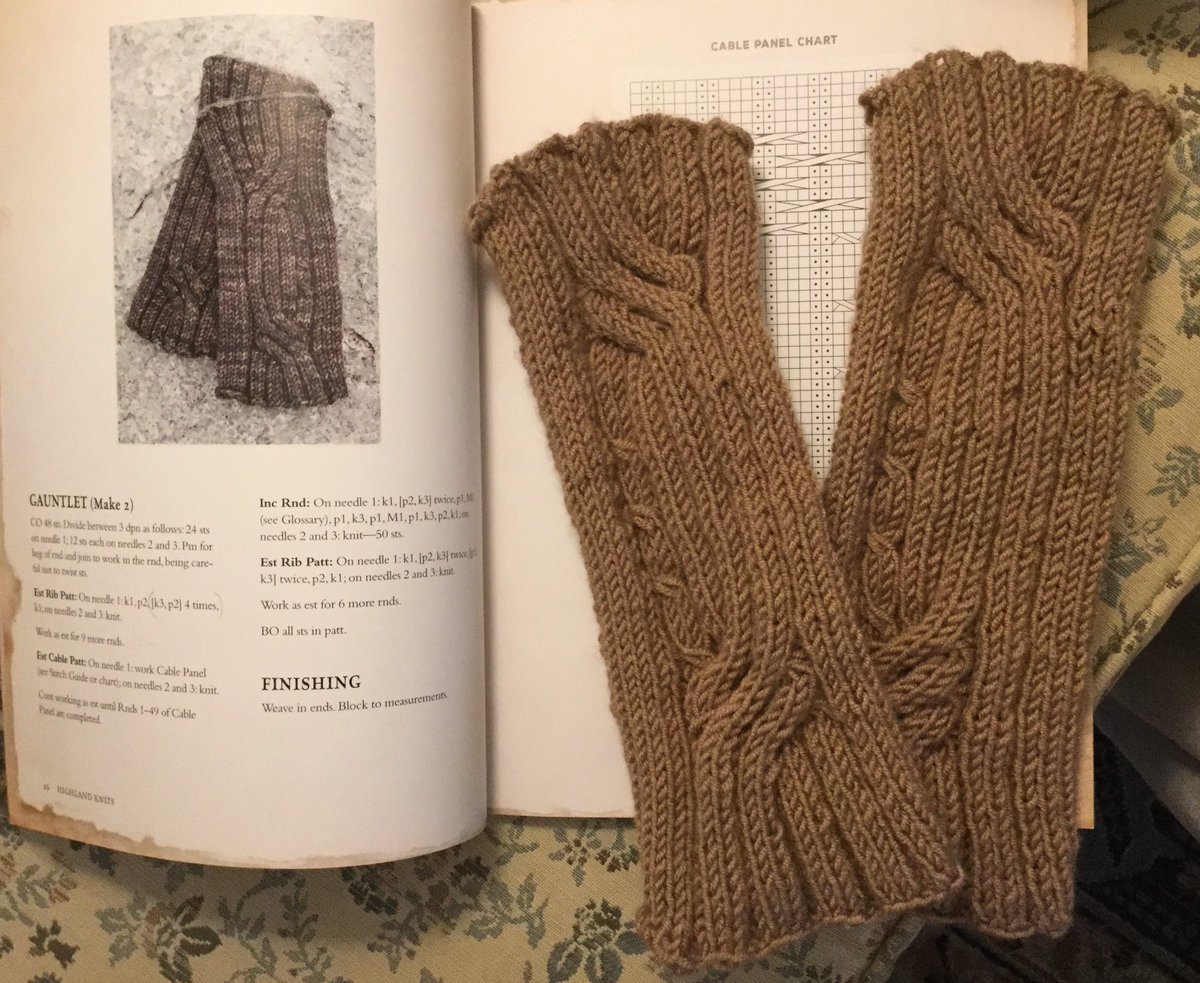 CABLE PANEL CHART
GAUNTLET (Make 2)
CO 48 sts. Divide between 3 dpn as follows: 24 sts
on needle 1; 12 sts each on needles 2 and 3. Pm for
beg of rnd and join to work in the rnd, being care-
ful not to twist sts.
Est Rib Patt: On needle 1: k1, p2, [k3, p2] 4 times,
k1; on needles 2 and 3: knit.
Work as est for 9 more rnds.
Est Cable Patt: On needle 1: work Cable Panel
(see Stitch Guide or chart); on needles 2 and 3: knit.
Cont working as est until Rnds 1–49 of Cable
Panel are completed.
Inc Rnd: On needle 1: k1, [p2, k3] twice, p1, M1
(see Glossary), p1, k3, p1, M1, p1, k3, p2, k1; on
needles 2 and 3: knit—50 sts.
Est Rib Patt: On needle 1: k1, [p2, k3] twice,
k3] twice, p2, k1; on needles 2 and 3: knit.
Work as est for 6 more rnds.
BO all sts in patt.
FINISHING
Weave in ends. Block to measurements.
26 HIGHLAND KNITS